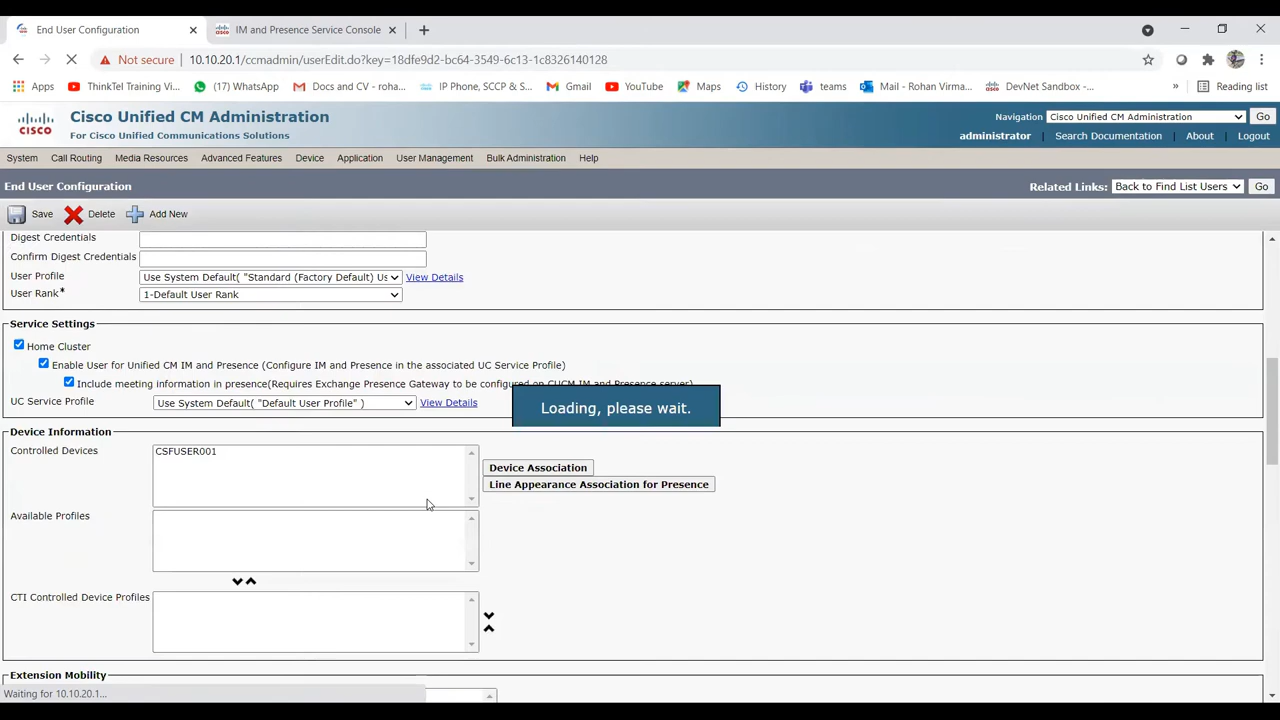 End User Configuration
IM and Presence Service Console
Not secure
10.10.20.1/ccmadmin/userEdit.do?key=18dfe9d2-bc64-3549-6c13-7b8326140128
Apps
ThinkTel Training Vi...
(17) WhatsApp
Docs and CV - roha...
IP Phone, SCCP & S...
Gmail
YouTube
Maps
History
teams
Mail - Rohan Virma...
DevNet Sandbox -...
»
Reading list
CISCO
Cisco Unified CM Administration
For Cisco Unified Communications Solutions
Navigation Cisco Unified CM Administration Go
administrator Search Documentation About Logout
System Call Routing Media Resources Advanced Features Device Application User Management Bulk Administration Help
End User Configuration
Related Links: Back to Find List Users Go
Save Delete Add New
Digest Credentials
Confirm Digest Credentials
User Profile Use System Default( "Standard (Factory Default) Us View Details
User Rank* 1-Default User Rank
Service Settings
Home Cluster
Enable User for Unified CM IM and Presence (Configure IM and Presence in the associated UC Service Profile)
Include meeting information in presence(Requires Exchange Presence Gateway to be configured on CUCM IM and Presence server)
UC Service Profile Use System Default( "Default User Profile" ) View Details
Loading, please wait.
Device Information
Controlled Devices CSFUSER001
Device Association
Line Appearance Association for Presence
Available Profiles
CTI Controlled Device Profiles
Extension Mobility
Waiting for 10.10.20.1...